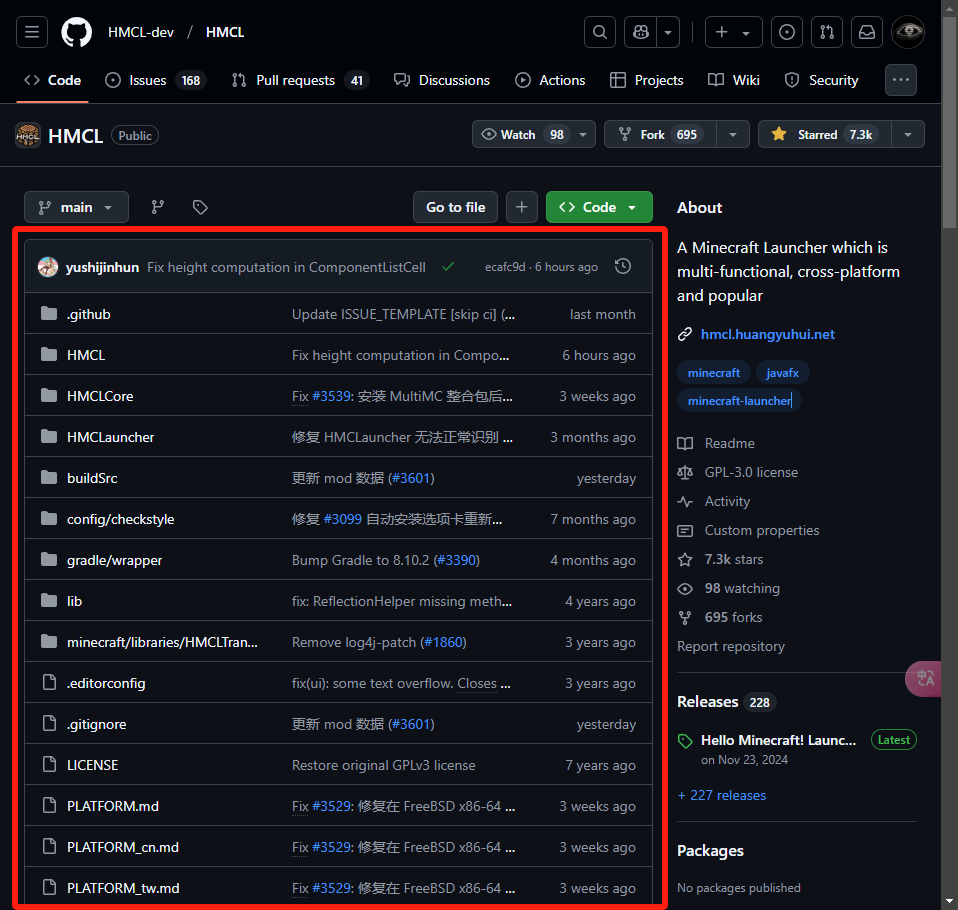 HMCL-dev / HMCL
Code Issues 168 Pull requests 41 Discussions Actions Projects Wiki Security ...
HMCL Public Watch 98 Fork 695 Starred 7.3k
main Go to file + Code
yushijinhun Fix height computation in ComponentListCell ecafc9d · 6 hours ago
.github Update ISSUE_TEMPLATE [skip ci] (... last month
HMCL Fix height computation in Compo... 6 hours ago
HMCLCore Fix #3539: 安装 MultiMC 整合包后... 3 weeks ago
HMCLauncher 修复 HMCLauncher 无法正常识别 ... 3 months ago
buildSrc 更新 mod 数据 (#3601) yesterday
config/checkstyle 修复 #3099 自动安装选项卡重新... 7 months ago
gradle/wrapper Bump Gradle to 8.10.2 (#3390) 4 months ago
lib fix: ReflectionHelper missing meth... 4 years ago
minecraft/libraries/HMCLTran... Remove log4j-patch (#1860) 3 years ago
.editorconfig fix(ui): some text overflow. Closes ... 3 years ago
.gitignore 更新 mod 数据 (#3601) yesterday
LICENSE Restore original GPLv3 license 7 years ago
PLATFORM.md Fix #3529: 修复在 FreeBSD x86-64 ... 3 weeks ago
PLATFORM_cn.md Fix #3529: 修复在 FreeBSD x86-64 ... 3 weeks ago
PLATFORM_tw.md Fix #3529: 修复在 FreeBSD x86-64 ... 3 weeks ago
About
A Minecraft Launcher which is
multi-functional, cross-platform
and popular
hmcl.huangyuhui.net
minecraft javafx
minecraft-launcher
Readme
GPL-3.0 license
Activity
Custom properties
7.3k stars
98 watching
695 forks
Report repository
中A
Releases 228
Hello Minecraft! Launc... Latest
on Nov 23, 2024
+ 227 releases
Packages
No packages published